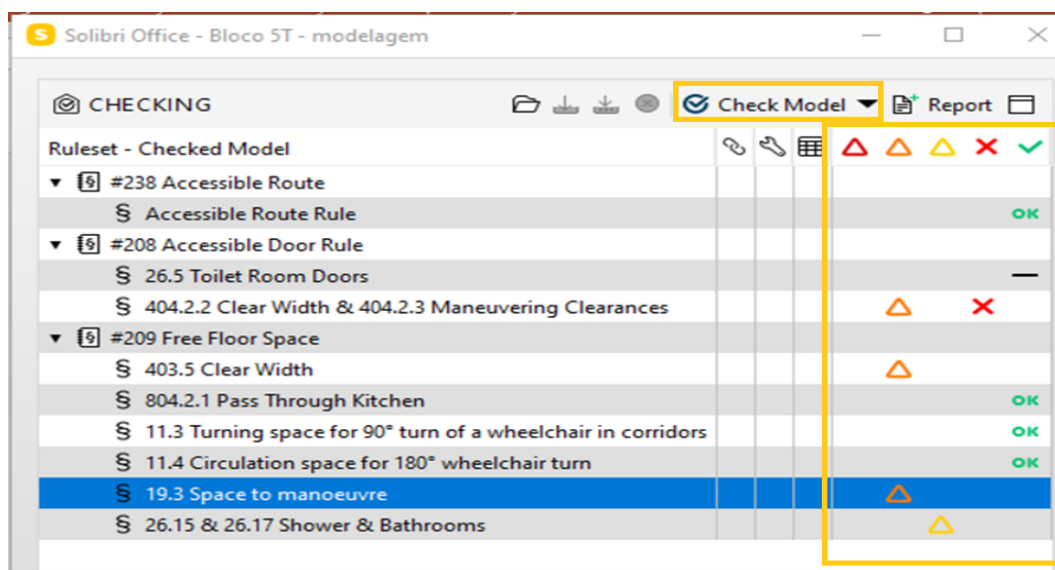 S Solibri Office - Bloco 5T - modelagem
CHECKING Check Model Report
Ruleset - Checked Model
§ #238 Accessible Route
§ Accessible Route Rule OK
§ #208 Accessible Door Rule
§ 26.5 Toilet Room Doors —
§ 404.2.2 Clear Width & 404.2.3 Maneuvering Clearances
§ #209 Free Floor Space
§ 403.5 Clear Width
§ 804.2.1 Pass Through Kitchen OK
§ 11.3 Turning space for 90° turn of a wheelchair in corridors OK
§ 11.4 Circulation space for 180° wheelchair turn OK
§ 19.3 Space to manoeuvre
§ 26.15 & 26.17 Shower & Bathrooms